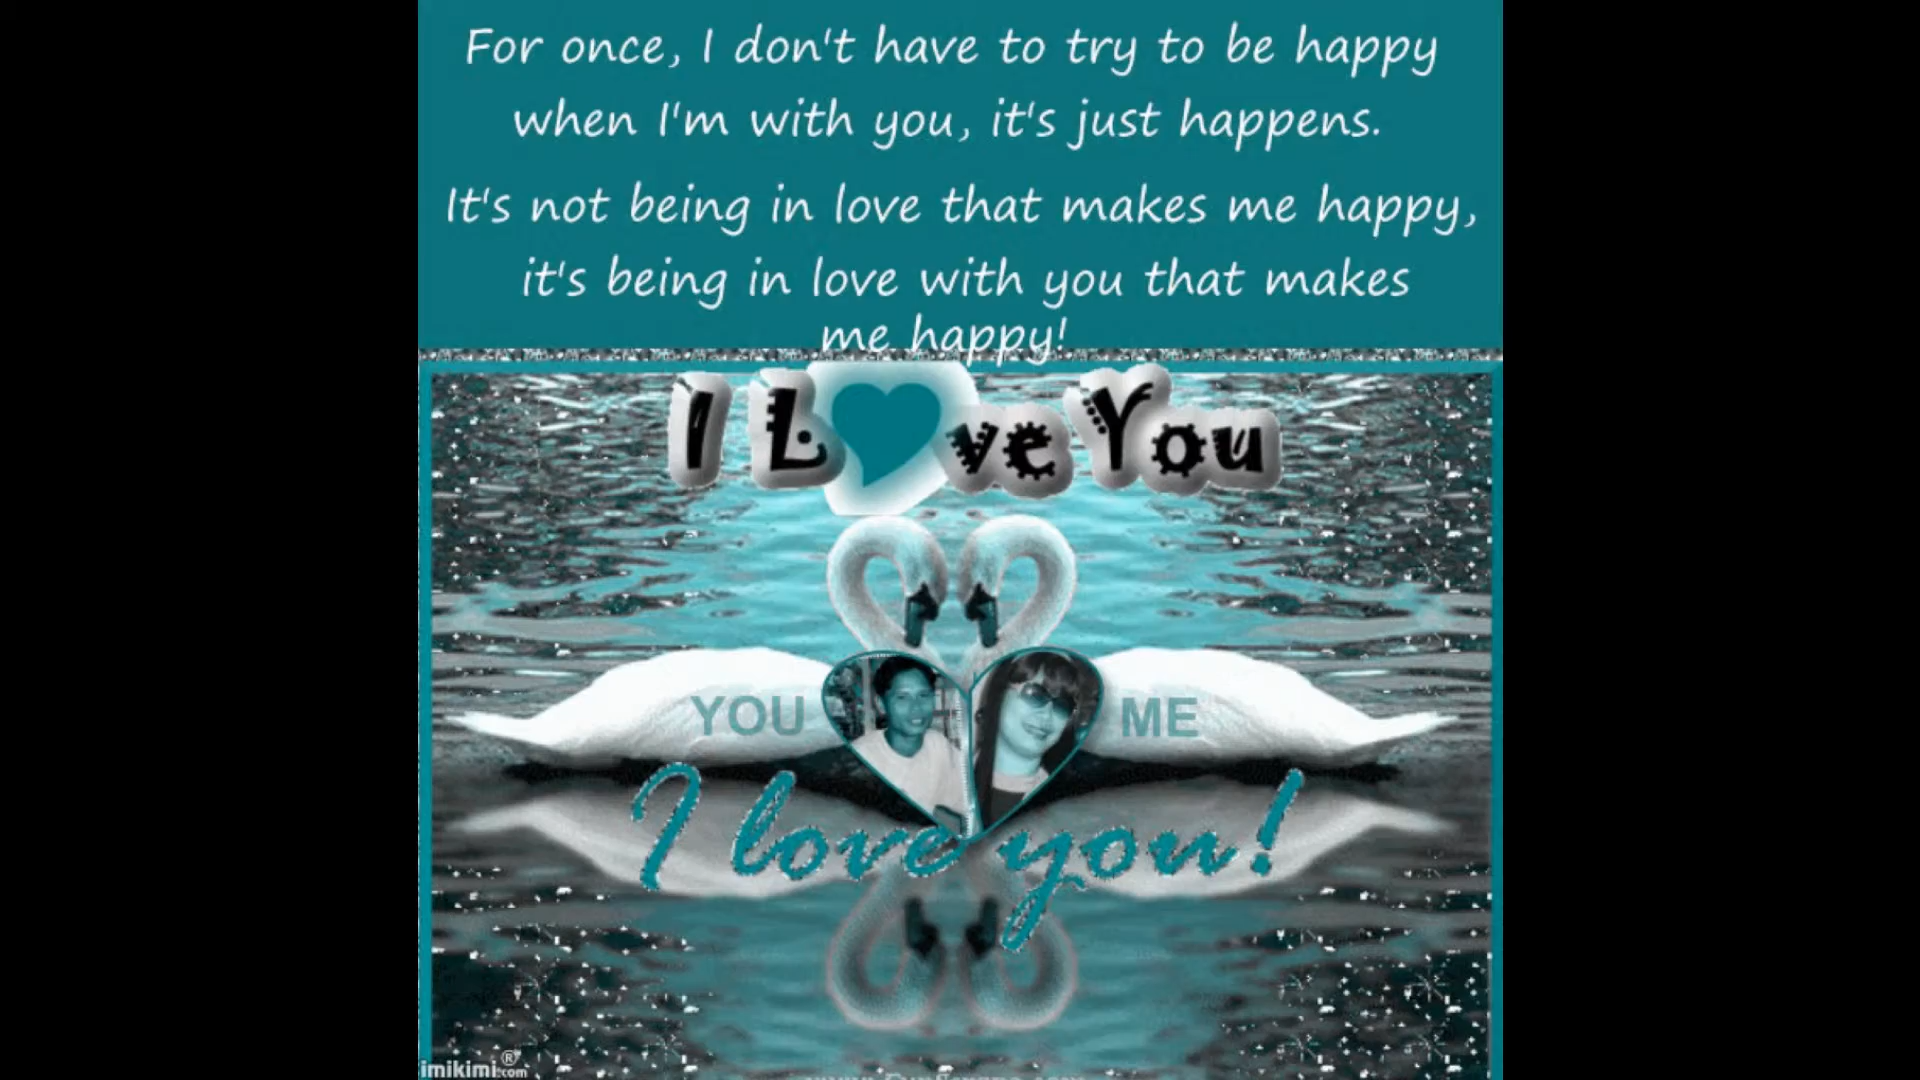 For once, I don't have to try to be happy
when I'm with you, it's just happens.
It's not being in love that makes me happy,
it's being in love with you that makes
me happy!
I Love You
YOU ME
I love you!
imikimi®.com